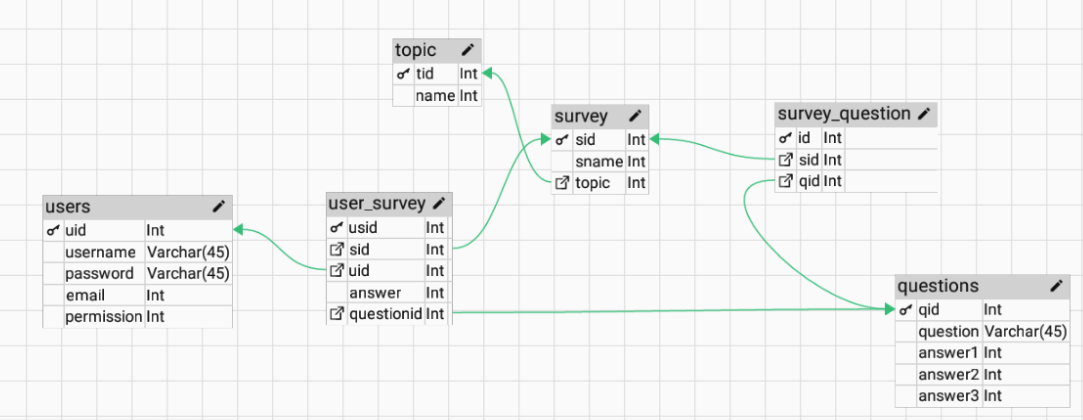 topic
tid Int
name Int
survey
sid Int
sname Int
topic Int
survey_question
id Int
sid Int
qid Int
users
uid Int
username Varchar(45)
password Varchar(45)
email Int
permission Int
user_survey
usid Int
sid Int
uid Int
answer Int
questionid Int
questions
qid Int
question Varchar(45)
answer1 Int
answer2 Int
answer3 Int